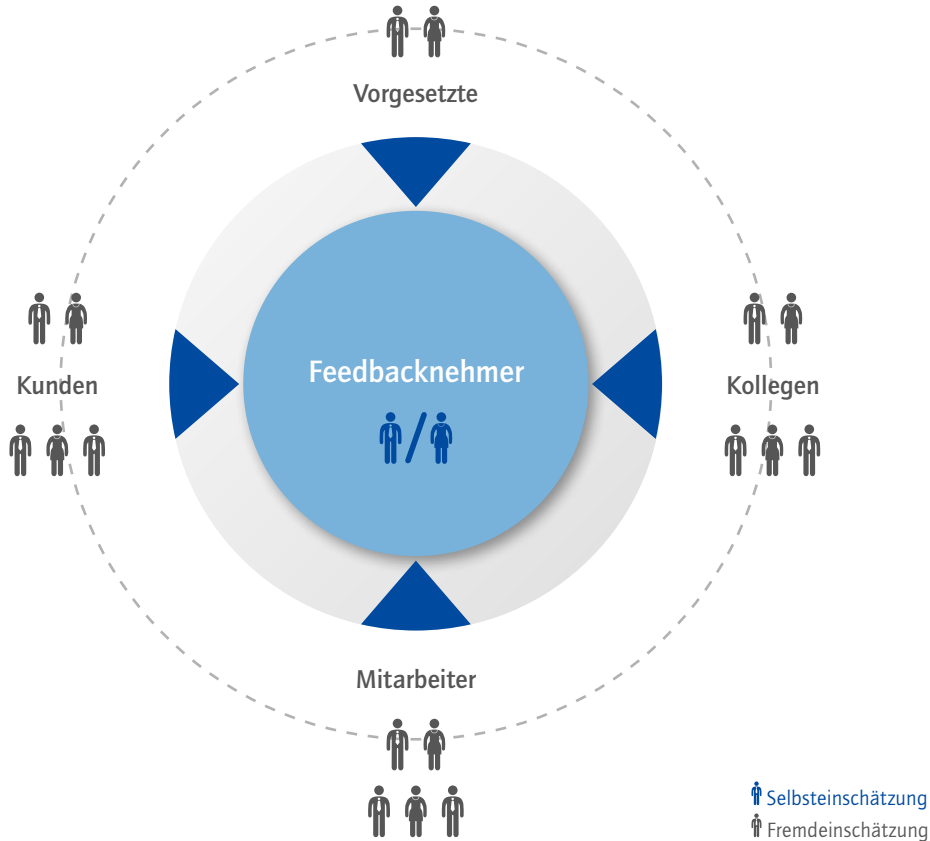 Vorgesetzte
Feedbacknehmer
Kunden
Kollegen
Mitarbeiter
Selbsteinschätzung
Fremdeinschätzung